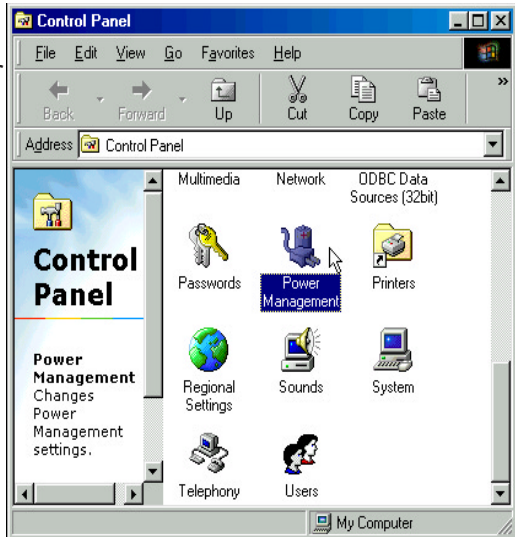 Control Panel
File Edit View Go Favorites Help
Back Forward Up Cut Copy Paste »
Address Control Panel
Multimedia Network ODBC Data
Sources (32bit)
Control
Panel
Passwords Power
Management Printers
Power
Management
Changes
Power
Management
settings.
Regional
Settings Sounds System
Telephony Users
My Computer